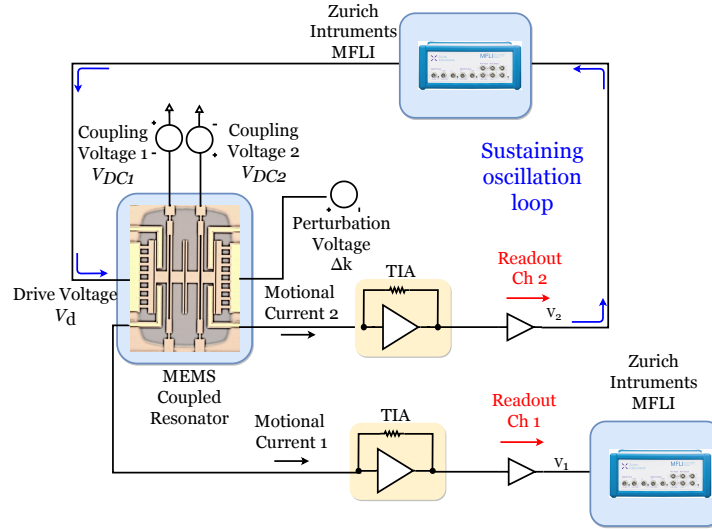 Zurich
Intruments
MFLI
MFLI
Coupling
Voltage 1
VDC1
+
-
-
+
Coupling
Voltage 2
VDC2
Sustaining
oscillation
loop
+ -
Perturbation
Voltage
Δk
Drive Voltage
Vd
Motional
Current 2
TIA
Readout
Ch 2
V2
MEMS
Coupled
Resonator
Motional
Current 1
TIA
Readout
Ch 1
V1
Zurich
Intruments
MFLI
MFLI